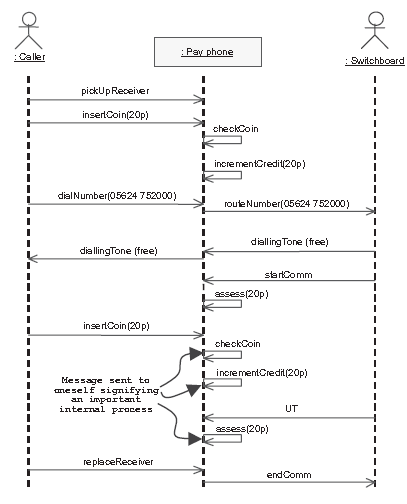 : Caller
: Pay phone
: Switchboard
pickUpReceiver
insertCoin(20p)
checkCoin
incrementCredit(20p)
dialNumber(05624 752000)
routeNumber(05624 752000)
diallingTone (free)
diallingTone (free)
startComm
assess(20p)
insertCoin(20p)
checkCoin
incrementCredit(20p)
Message sent to
oneself signifying
an important
internal process
UT
assess(20p)
replaceReceiver
endComm